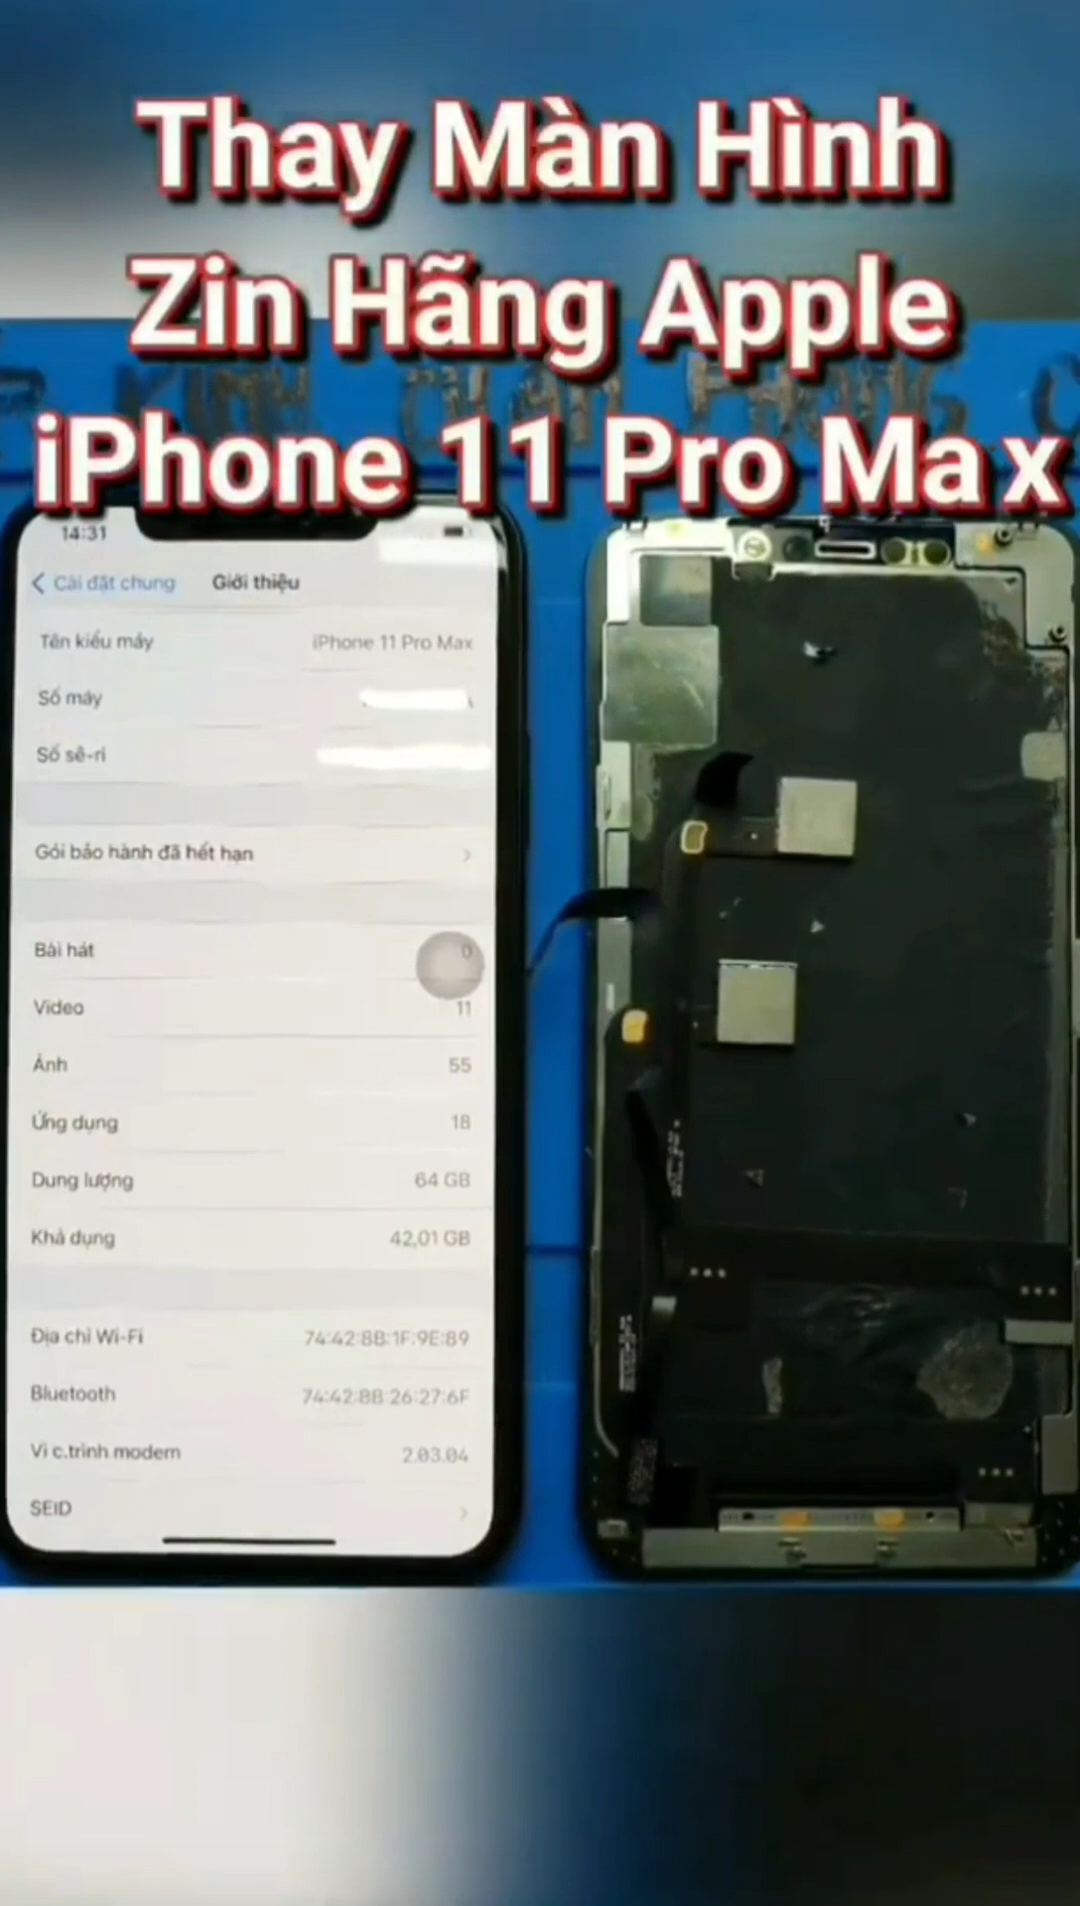 Thay Màn Hình
Zin Hãng Apple
iPhone 11 Pro Max
14:31
Cài đặt chung Giới thiệu
Tên kiểu máy iPhone 11 Pro Max
Số máy
Số sê-ri
Gói bảo hành đã hết hạn
Bài hát 0
Video 11
Ảnh 55
Ứng dụng 18
Dung lượng 64 GB
Khả dụng 42,01 GB
Địa chỉ Wi-Fi 74:42:8B:1F:9E:89
Bluetooth 74:42:8B:26:27:6F
Vi c.trình modem 2.03.04
SEID